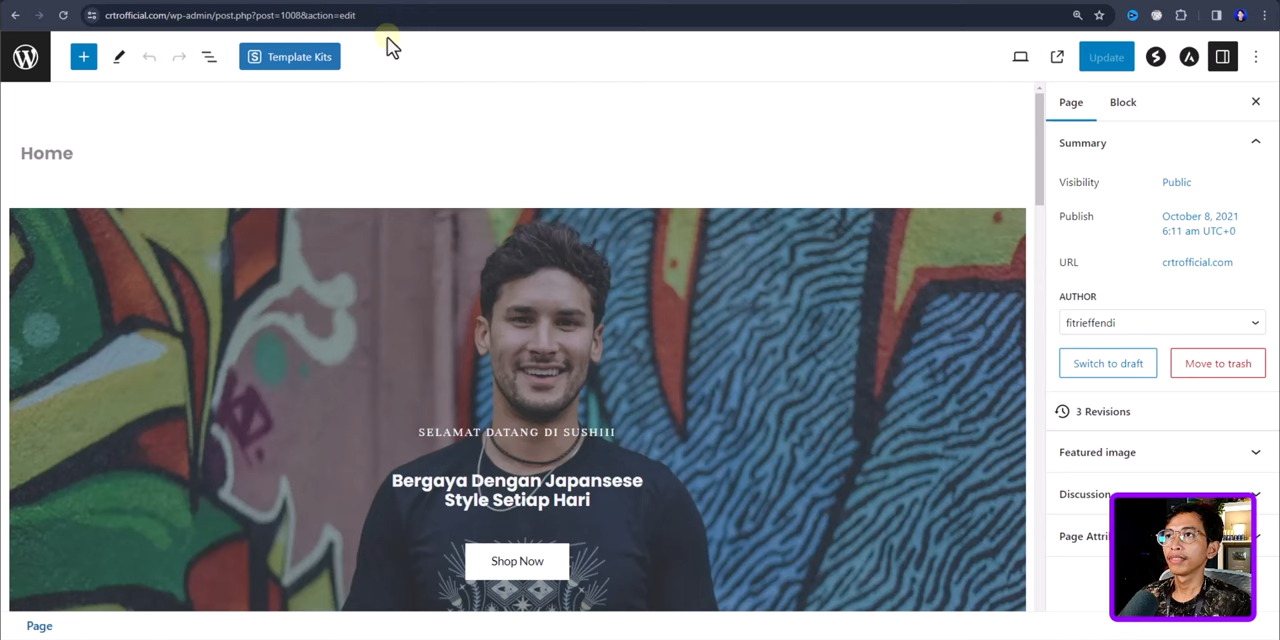 crtrofficial.com/wp-admin/post.php?post=1008&action=edit
Template Kits
Update
Page
Block
Home
Summary
Visibility
Public
Publish
October 8, 2021
6:11 am UTC+0
URL
crtrofficial.com
AUTHOR
fitrieffendi
Switch to draft
Move to trash
3 Revisions
Featured image
Discussion
Page Attri
SELAMAT DATANG DI SUSHIII
Bergaya Dengan Japansese
Style Setiap Hari
Shop Now
Page